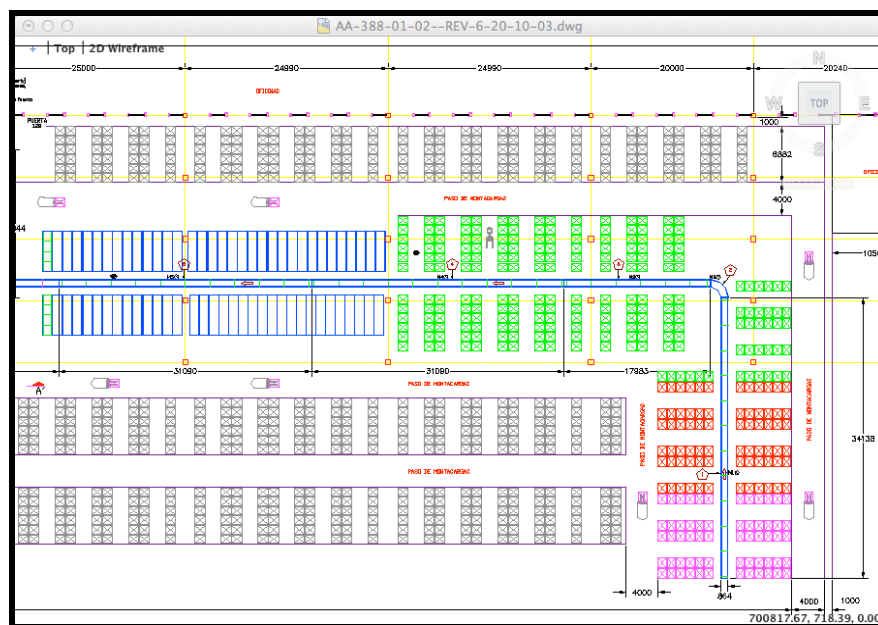 AA-388-01-02--REV-6-20-10-03.dwg
+ | Top | 2D Wireframe
N
W TOP E
S
25000 24990 24990 20000 20240
OFICINAS
PUERTA
1000
6882
4000
PASO DE MONTACARGAS
31090 31090 17983
PASO DE MONTACARGAS
PASO DE MONTACARGAS
PASO DE MONTACARGAS
PASO DE MONTACARGAS
34138
4000 864 4000 1000
700817.67, 718.39, 0.00